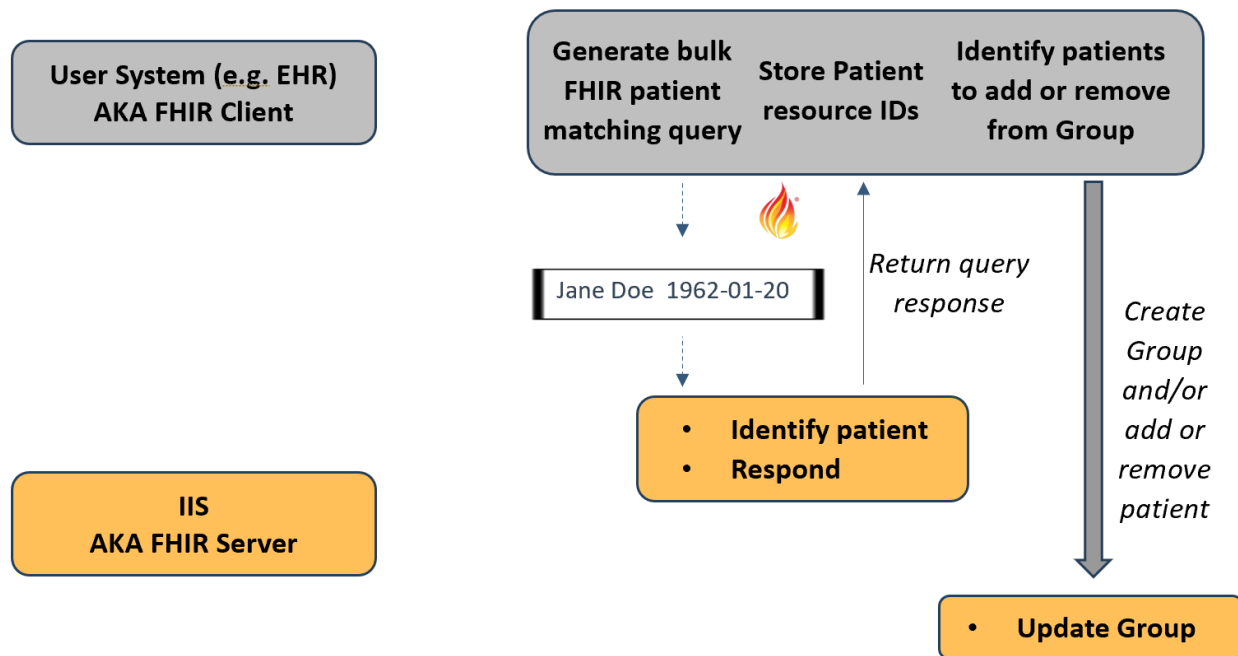 User System (e.g. EHR)
AKA FHIR Client
Generate bulk
FHIR patient
matching query
Store Patient
resource IDs
Identify patients
to add or remove
from Group
Jane Doe 1962-01-20
Return query
response
Create
Group
and/or
add or
remove
patient
• Identify patient
• Respond
IIS
AKA FHIR Server
• Update Group